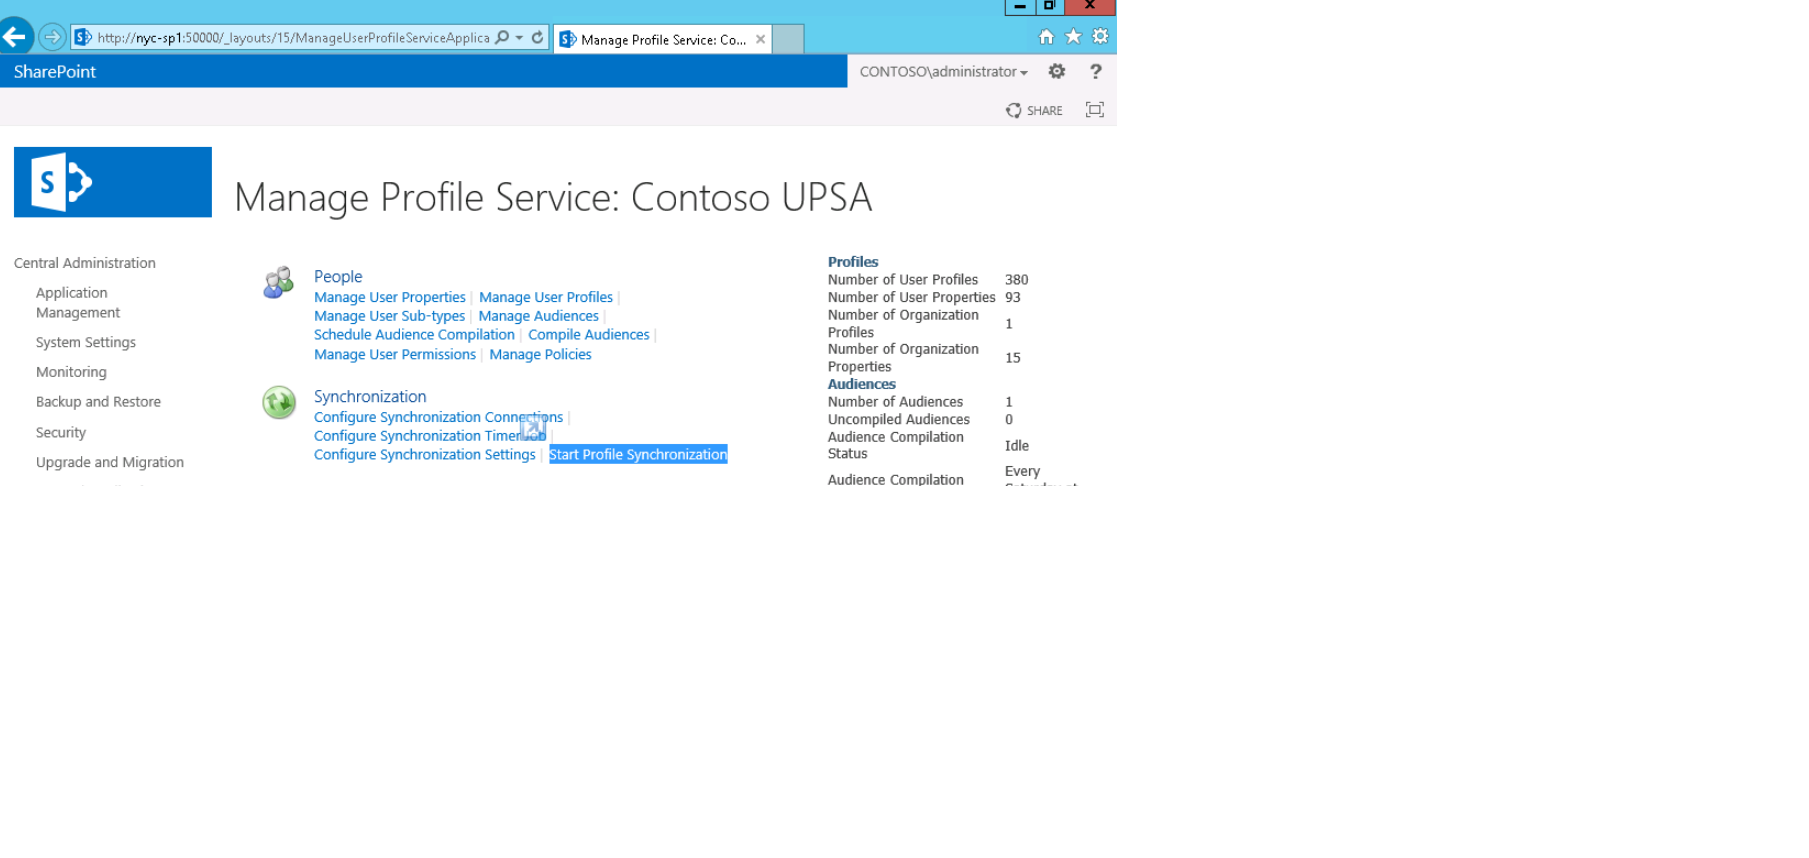 http://nyc-sp1:50000/_layouts/15/ManageUserProfileServiceApplica
Manage Profile Service: Co...
SharePoint
CONTOSO\administrator
?
SHARE
S
Manage Profile Service: Contoso UPSA
Central Administration
Application
Management
System Settings
Monitoring
Backup and Restore
Security
Upgrade and Migration
People
Manage User Properties | Manage User Profiles |
Manage User Sub-types | Manage Audiences |
Schedule Audience Compilation | Compile Audiences |
Manage User Permissions | Manage Policies
Synchronization
Configure Synchronization Connections |
Configure Synchronization Timer Job |
Configure Synchronization Settings | Start Profile Synchronization
Profiles
Number of User Profiles 380
Number of User Properties 93
Number of Organization
Profiles 1
Number of Organization
Properties 15
Audiences
Number of Audiences 1
Uncompiled Audiences 0
Audience Compilation
Status Idle
Audience Compilation Every